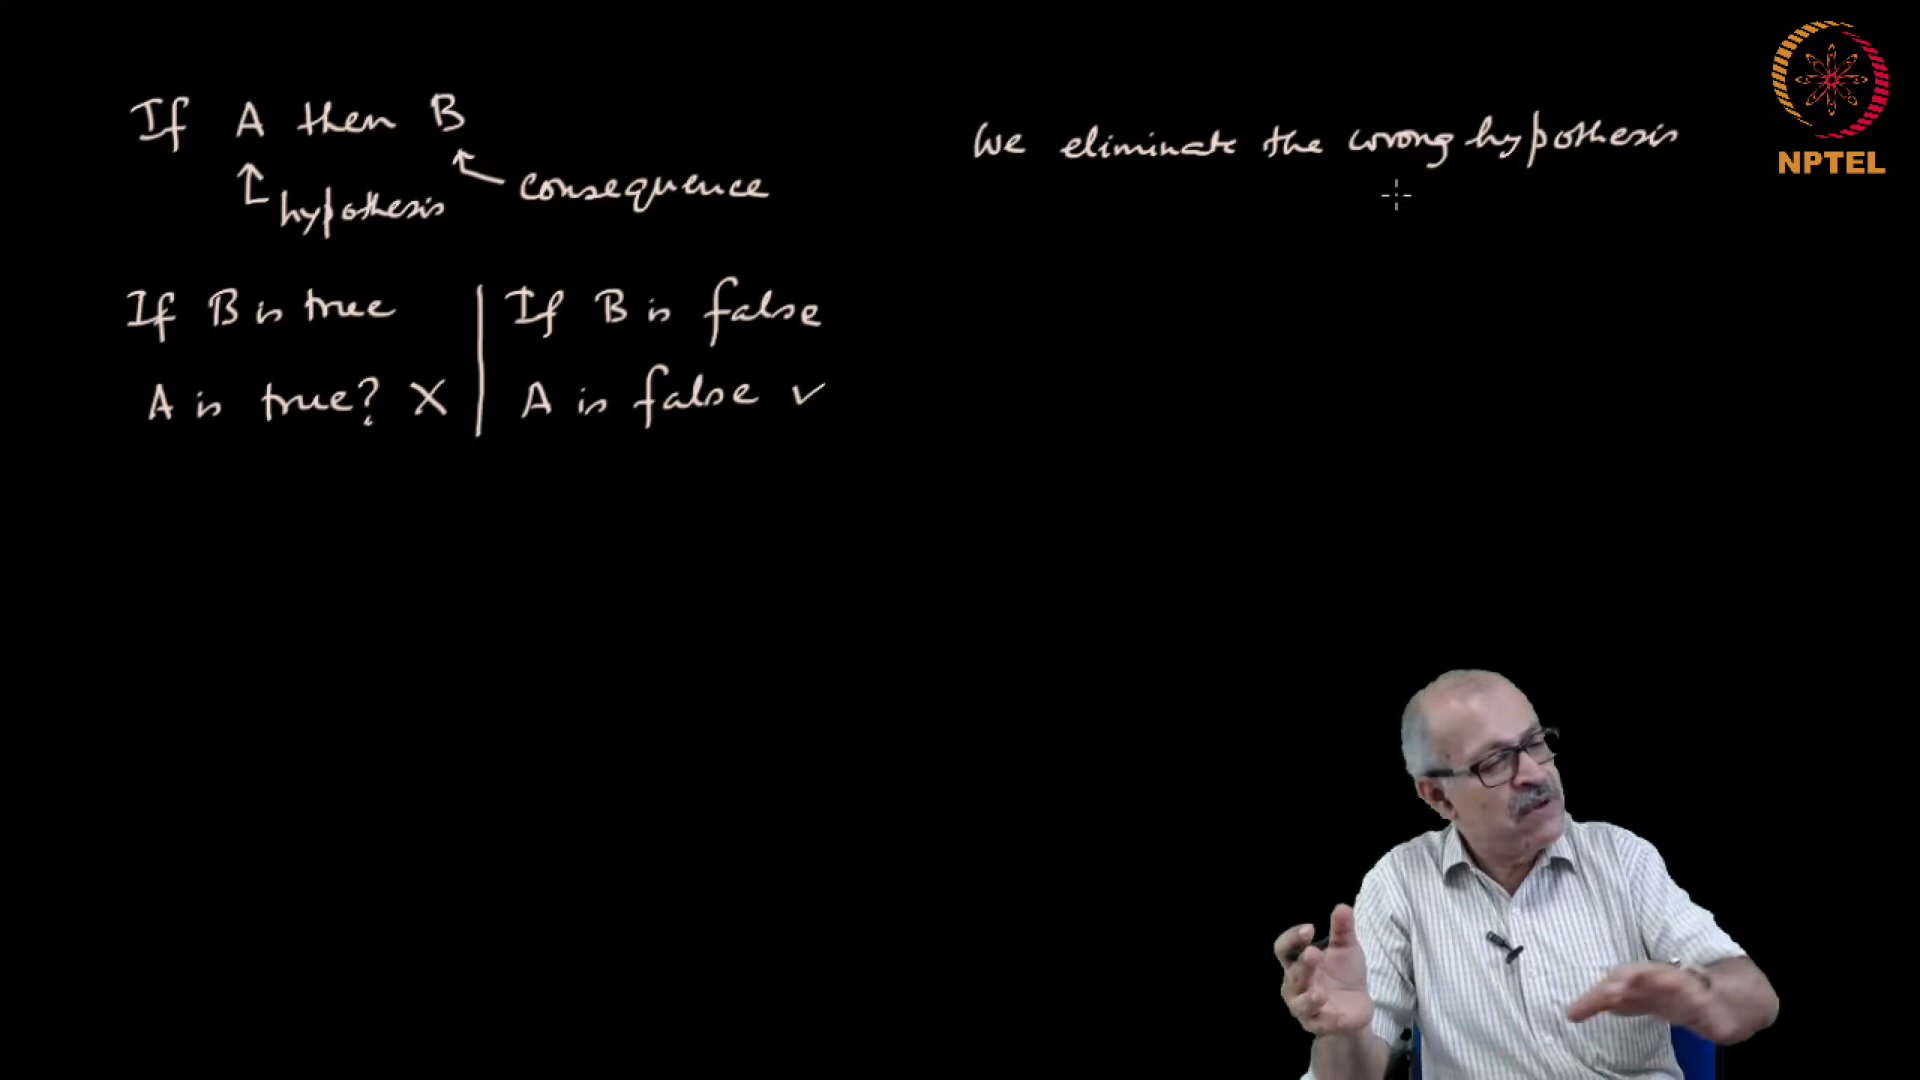 If A then B
hypothesis
consequence
If B is true
A is true? X
If B is false
A is false ✓
We eliminate the wrong hypothesis
NPTEL